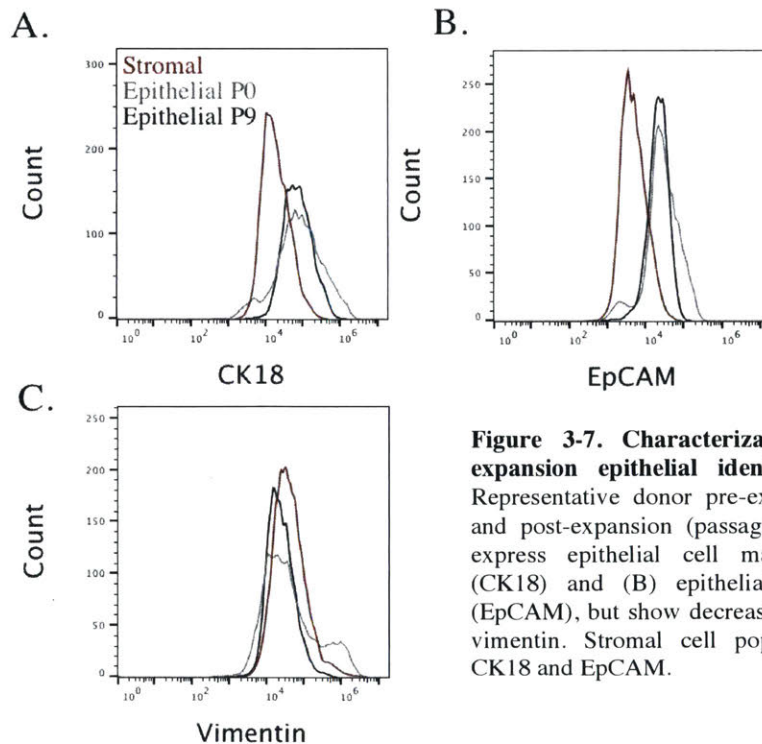 A.
Stromal
Epithelial P0
Epithelial P9
300
200
100
0
Count
10^0 10^2 10^4 10^6
CK18
B.
250
200
150
100
50
0
Count
10^0 10^2 10^4 10^6
EpCAM
C.
250
200
150
100
50
0
Count
10^0 10^2 10^4 10^6
Vimentin
Figure 3-7. Characteriza
expansion epithelial iden
Representative donor pre-ex
and post-expansion (passag
express epithelial cell ma
(CK18) and (B) epithelia
(EpCAM), but show decreas
vimentin. Stromal cell pop
CK18 and EpCAM.